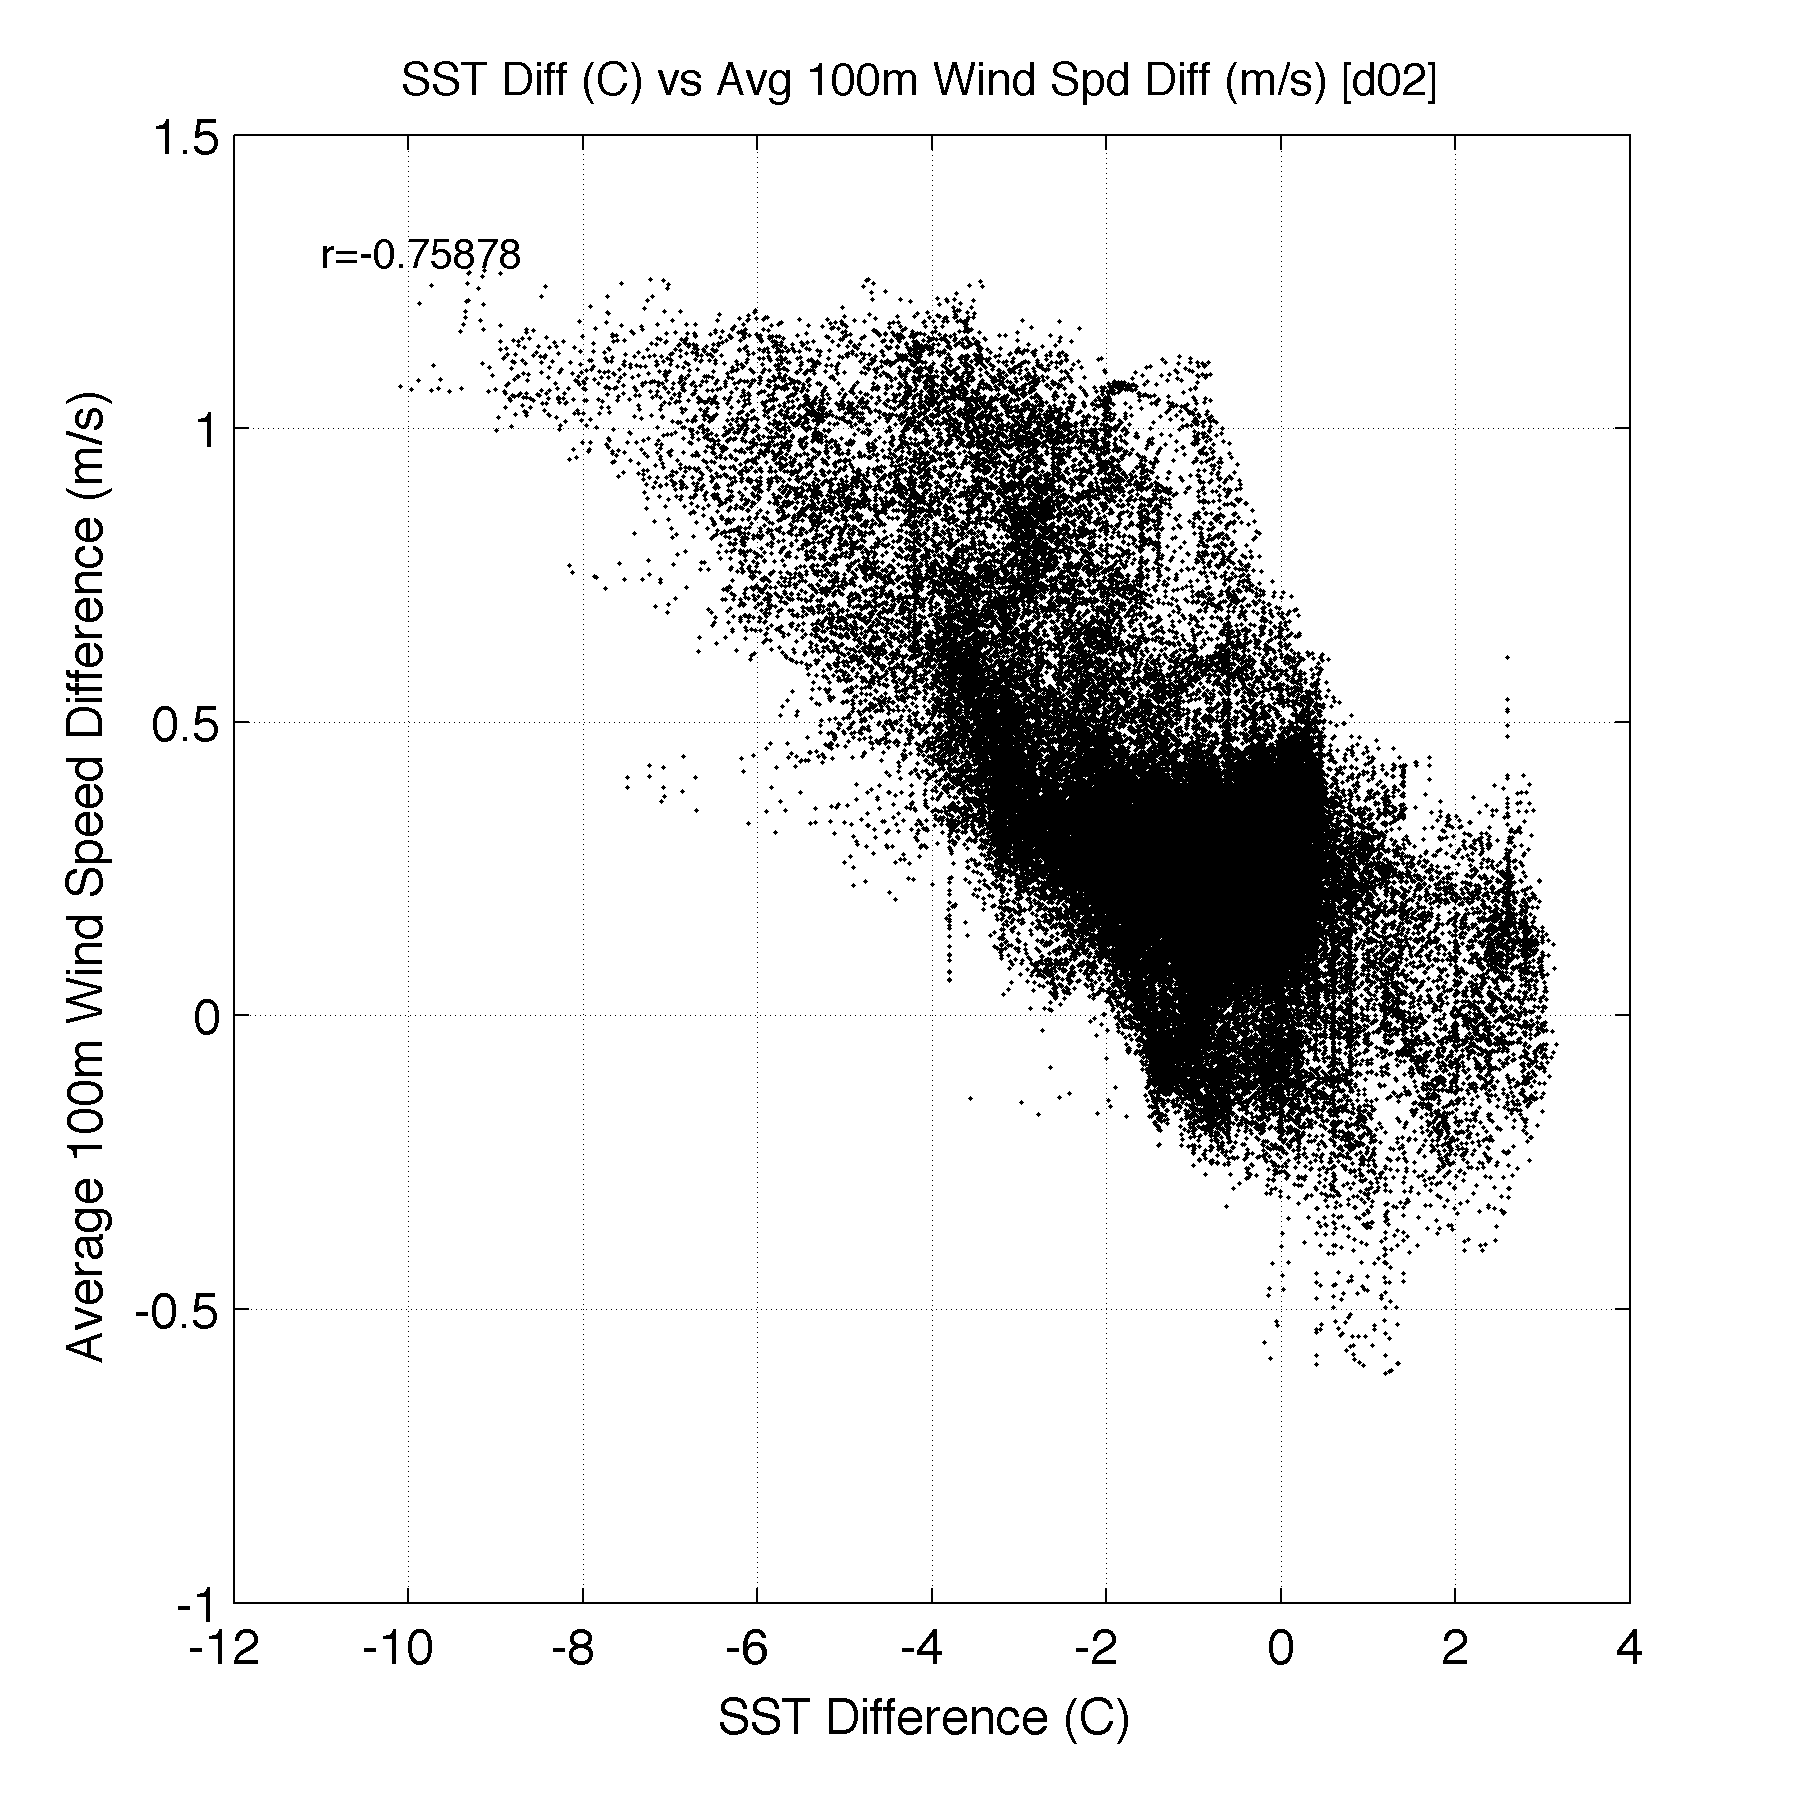 SST Diff (C) vs Avg 100m Wind Spd Diff (m/s) [d02]
1.5
r=-0.75878
1
0.5
0
-0.5
-1
Average 100m Wind Speed Difference (m/s)
-12 -10 -8 -6 -4 -2 0 2 4
SST Difference (C)